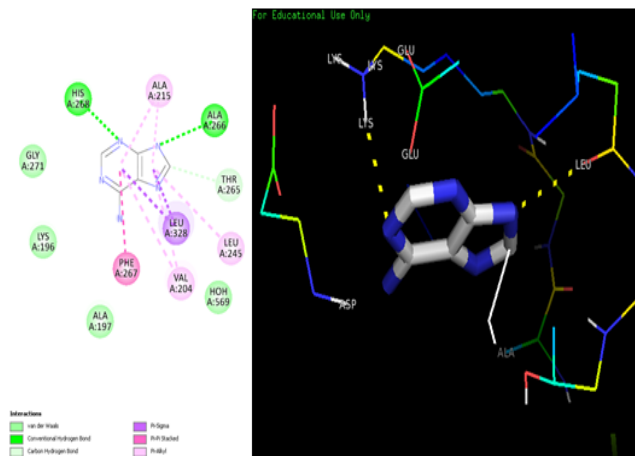 For Educational Use Only
HIS
A:268
ALA
A:215
ALA
A:266
GLY
A:271
THR
A:265
LYS
A:196
LEU
A:328
LEU
A:245
PHE
A:267
VAL
A:204
HOH
A:569
ALA
A:197
Interactions
van der Waals
Conventional Hydrogen Bond
Carbon Hydrogen Bond
Pi-Sigma
Pi-Pi Stacked
Pi-Alkyl
LYS
LYS
GLU
LYS
GLU
LEU
ASP
ALA